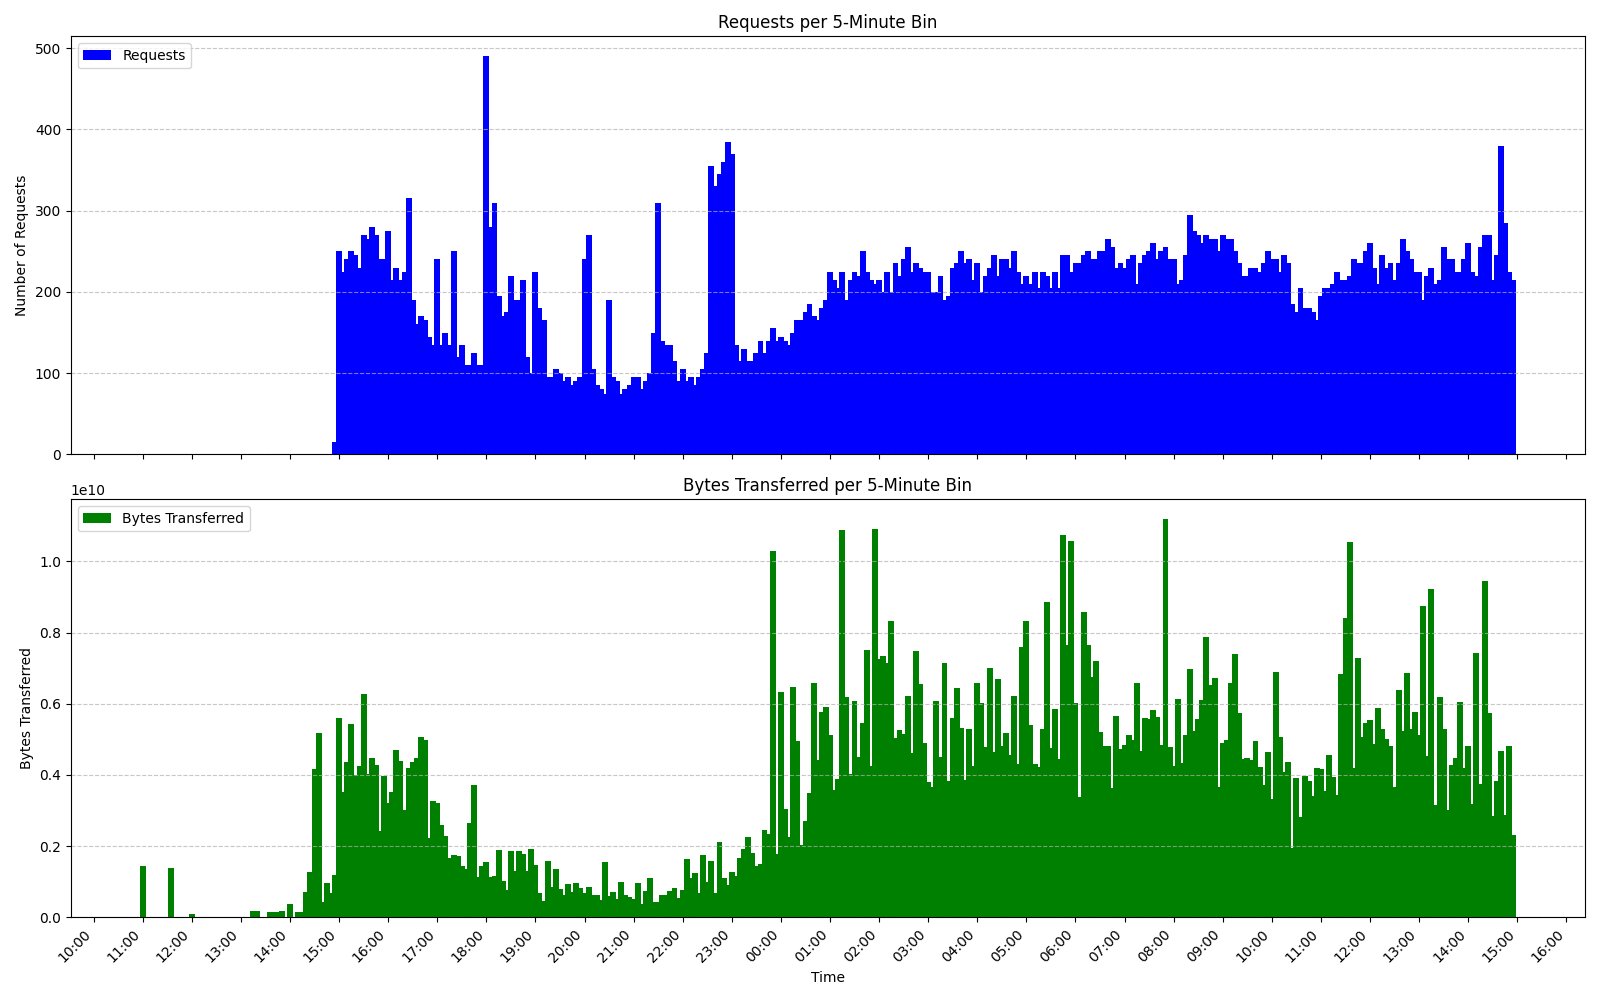 Requests per 5-Minute Bin
Requests
500
400
300
200
100
0
Number of Requests
Bytes Transferred per 5-Minute Bin
1e10
Bytes Transferred
1.0
0.8
0.6
0.4
0.2
0.0
Bytes Transferred
10:00 11:00 12:00 13:00 14:00 15:00 16:00 17:00 18:00 19:00 20:00 21:00 22:00 23:00 00:00 01:00 02:00 03:00 04:00 05:00 06:00 07:00 08:00 09:00 10:00 11:00 12:00 13:00 14:00 15:00 16:00
Time